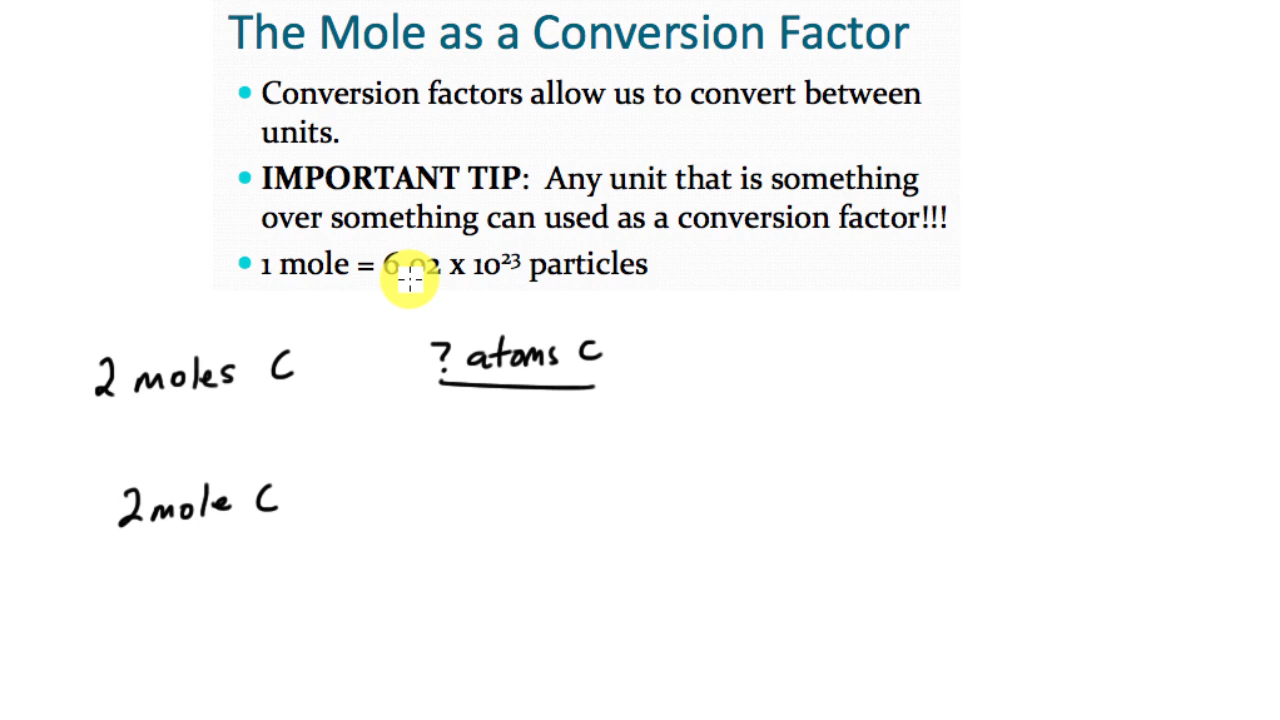 The Mole as a Conversion Factor
• Conversion factors allow us to convert between
units.
• IMPORTANT TIP: Any unit that is something
over something can used as a conversion factor!!!
• 1 mole = 6.02 x 10²³ particles
2 moles C ? atoms C
2 mole C